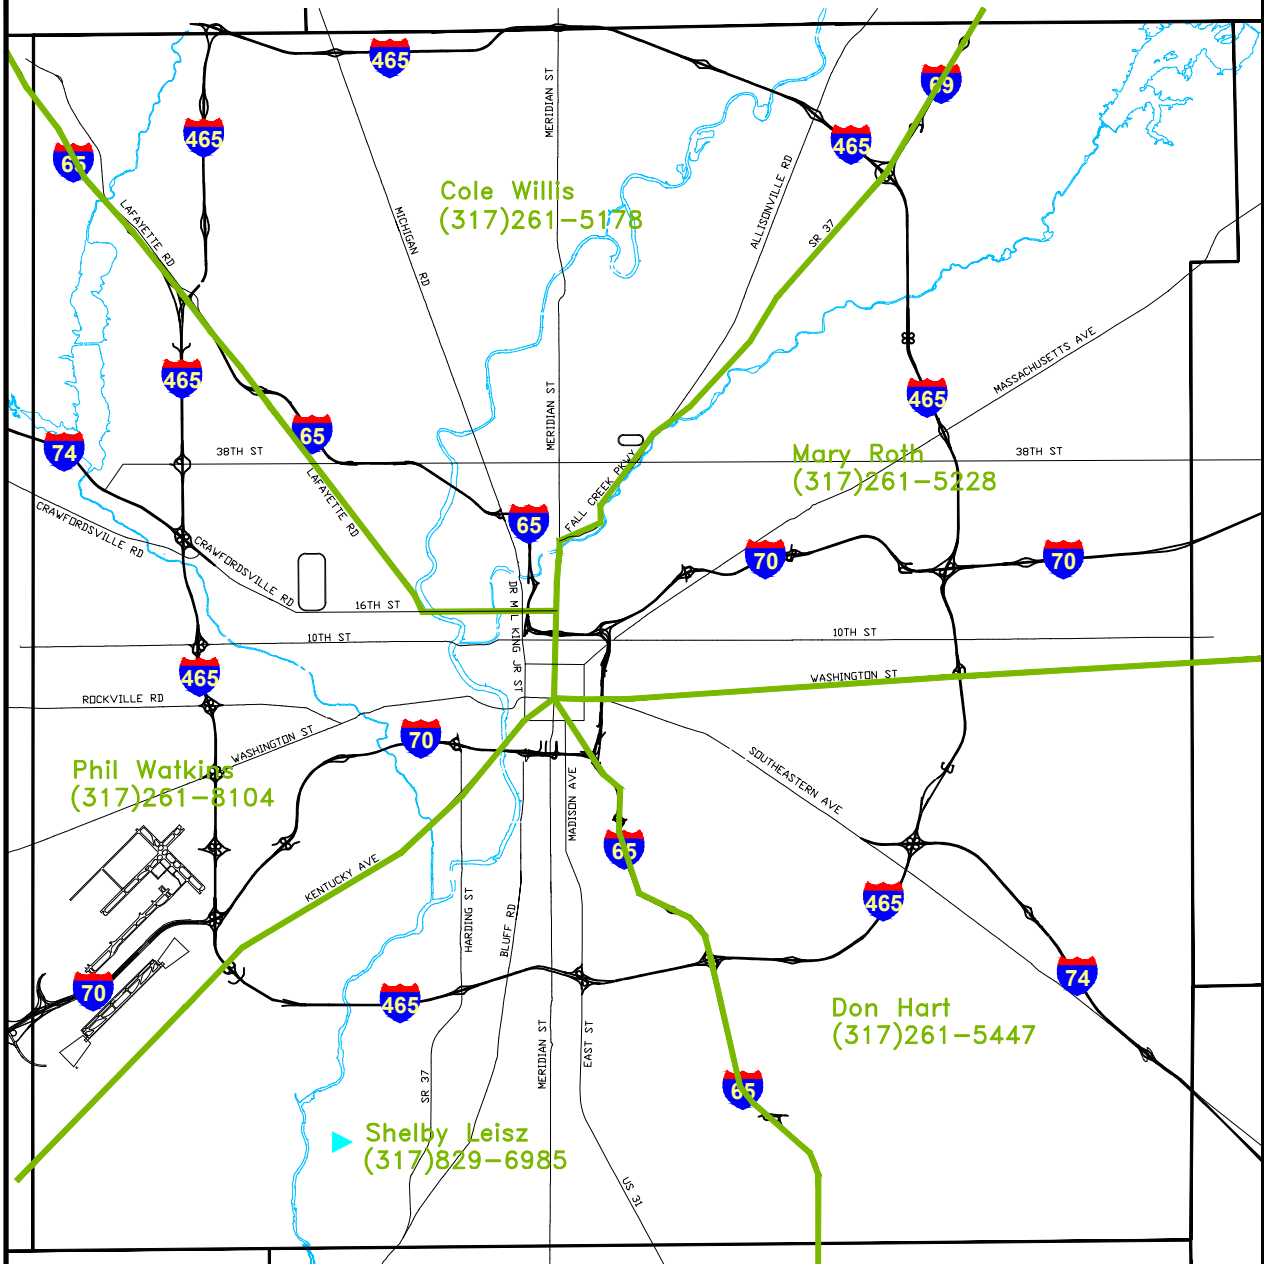 465
69
465
465
65
MERIDIAN ST
Cole Willis
(317)261-5178
ALLISONVILLE RD
LAFAYETTE RD
MICHIGAN RD
SR 37
465
MASSACHUSETTS AVE
465
MERIDIAN ST
65
74
38TH ST
38TH ST
Mary Roth
(317)261-5228
FALL CREEK PKWY
LAFAYETTE RD
65
CRAWFORDSVILLE RD
CRAWFORDSVILLE RD
70
70
16TH ST
DR M L KING JR ST
10TH ST
10TH ST
465
WASHINGTON ST
ROCKVILLE RD
WASHINGTON ST
70
SOUTHEASTERN AVE
Phil Watkins
(317)261-8104
MADISON AVE
65
KENTUCKY AVE
465
HARDING ST
BLUFF RD
70
465
74
Don Hart
(317)261-5447
MERIDIAN ST
EAST ST
SR 37
65
Shelby Leisz
(317)829-6985
US 31